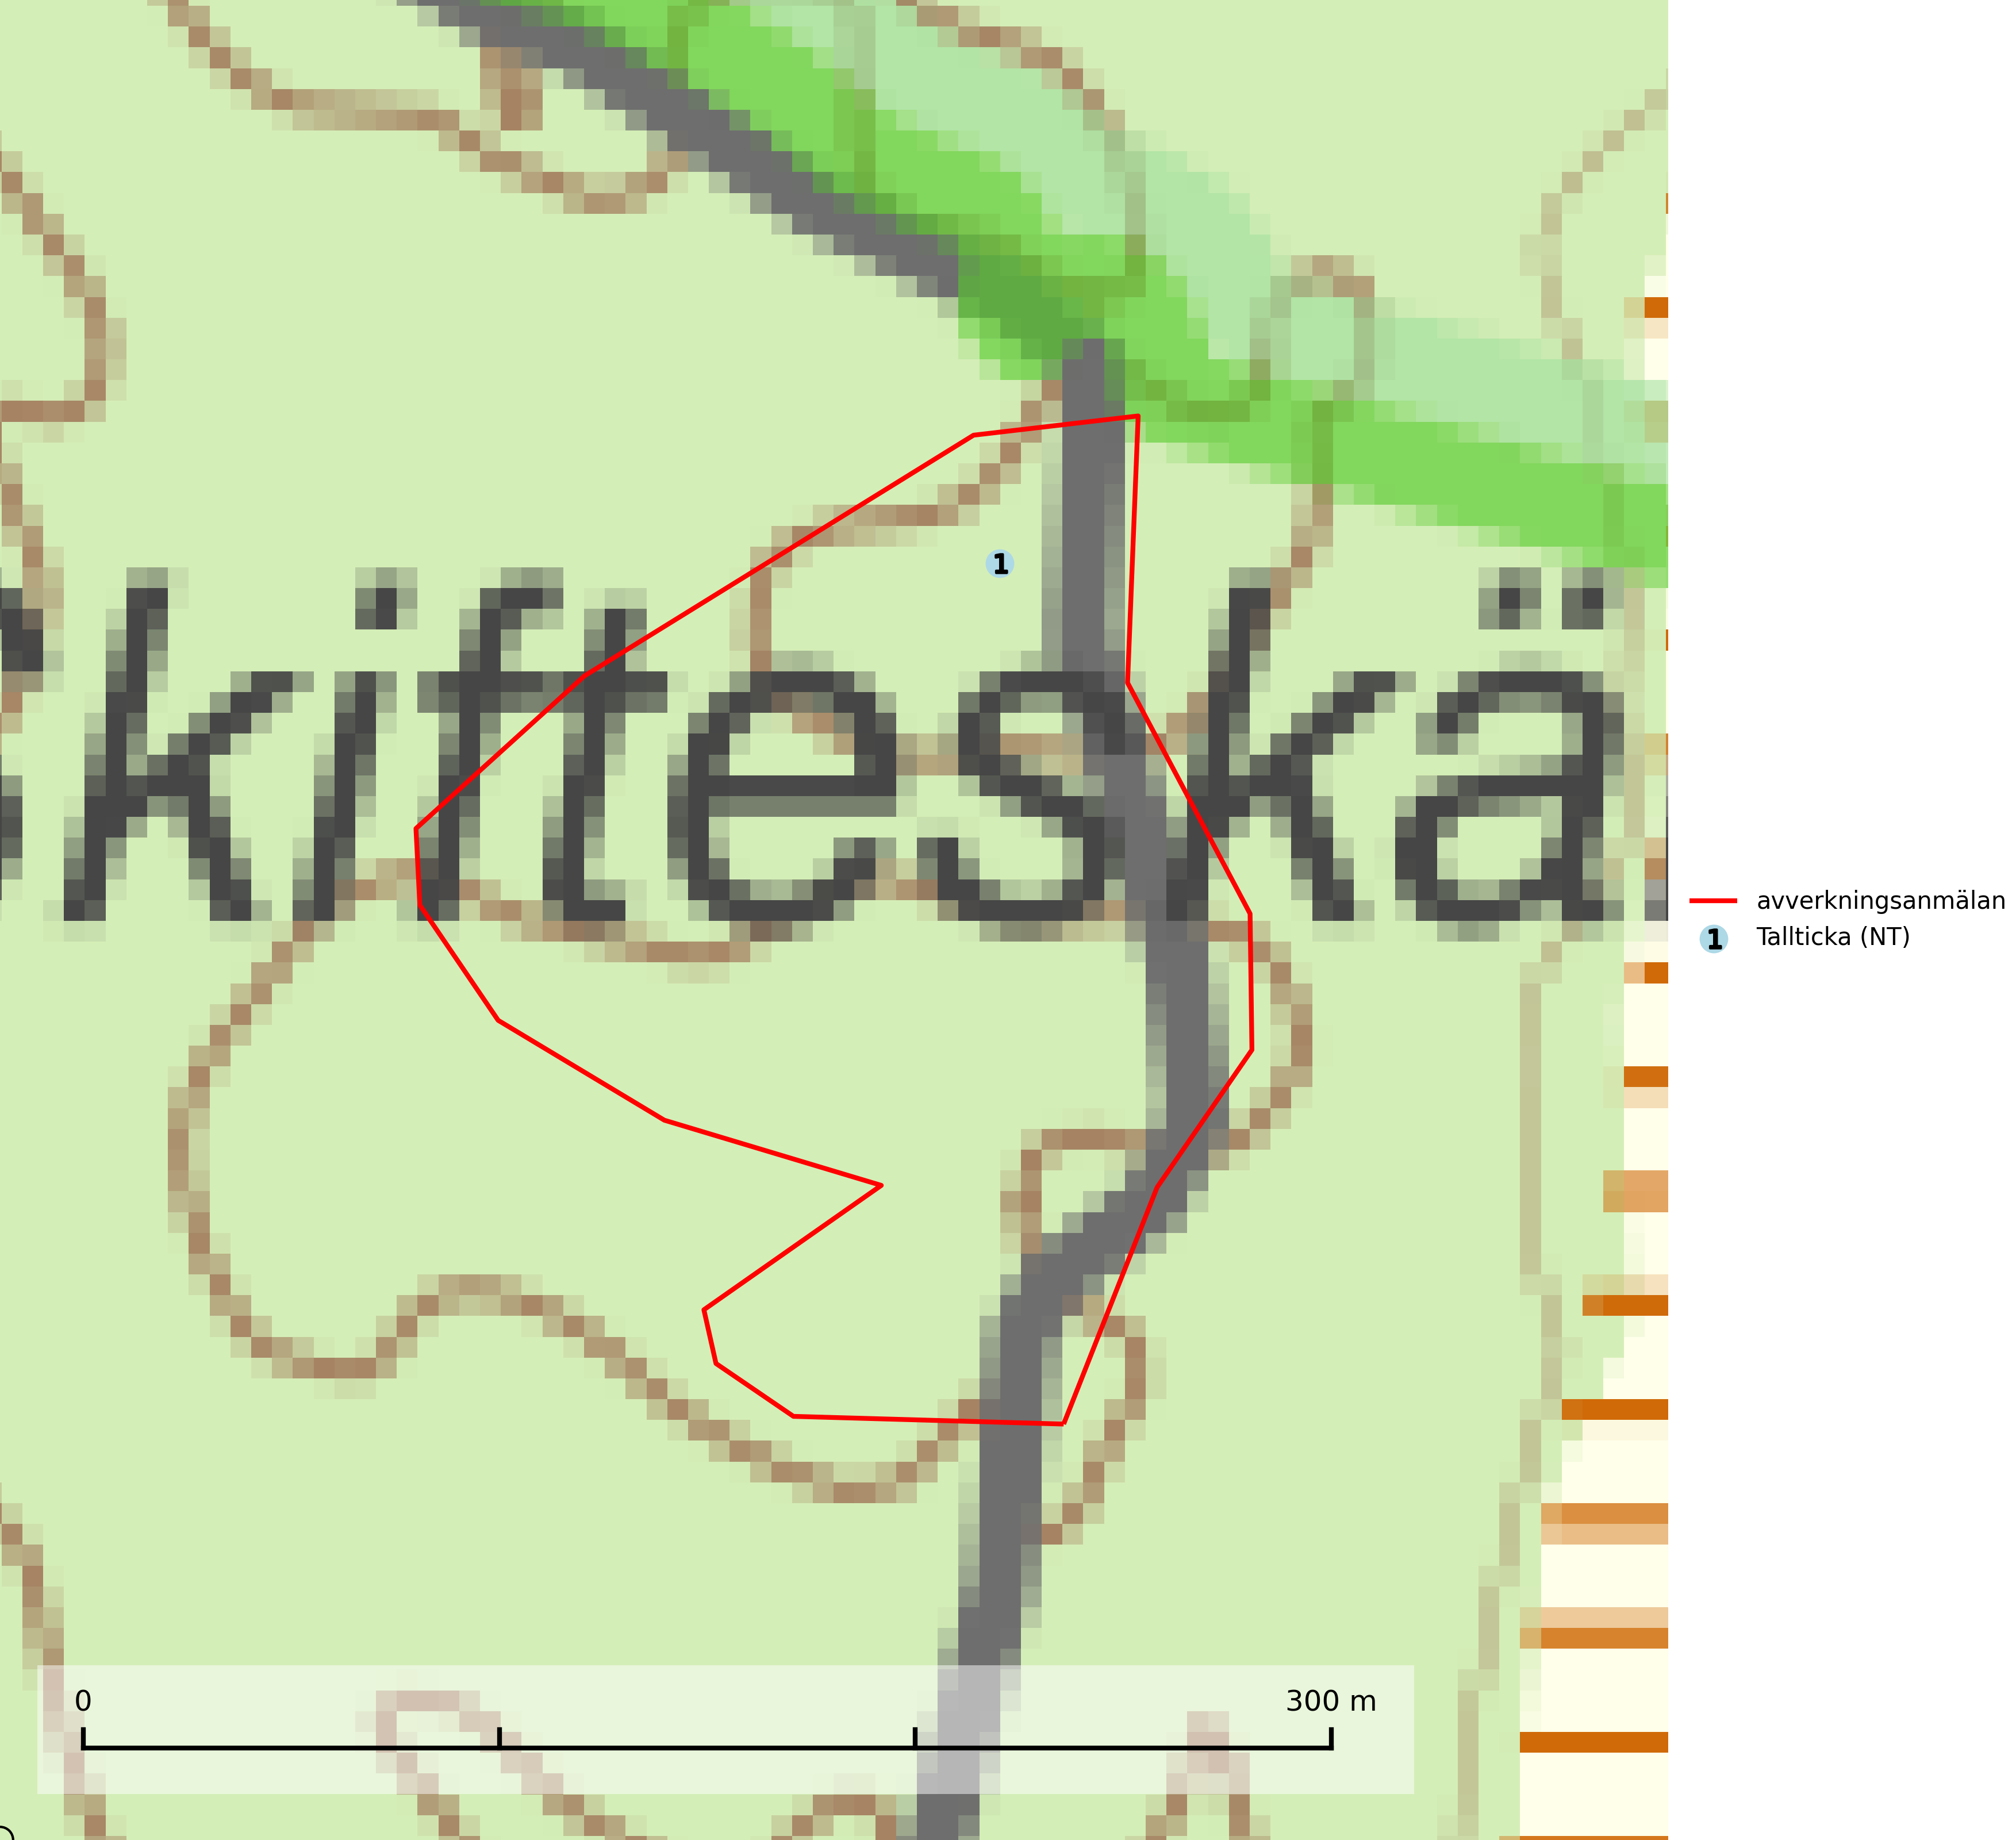 1
kifteskä
avverkningsanmälan
1 Tallticka (NT)
0 300 m